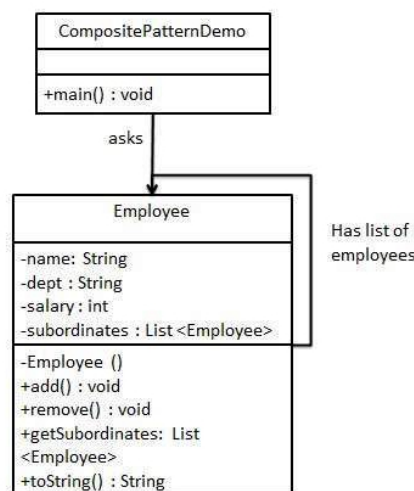 CompositePatternDemo
+main() : void
asks
Employee
-name: String
-dept : String
-salary : int
-subordinates : List <Employee>
Has list of
employees
-Employee ()
+add() : void
+remove() : void
+getSubordinates: List
<Employee>
+toString() : String